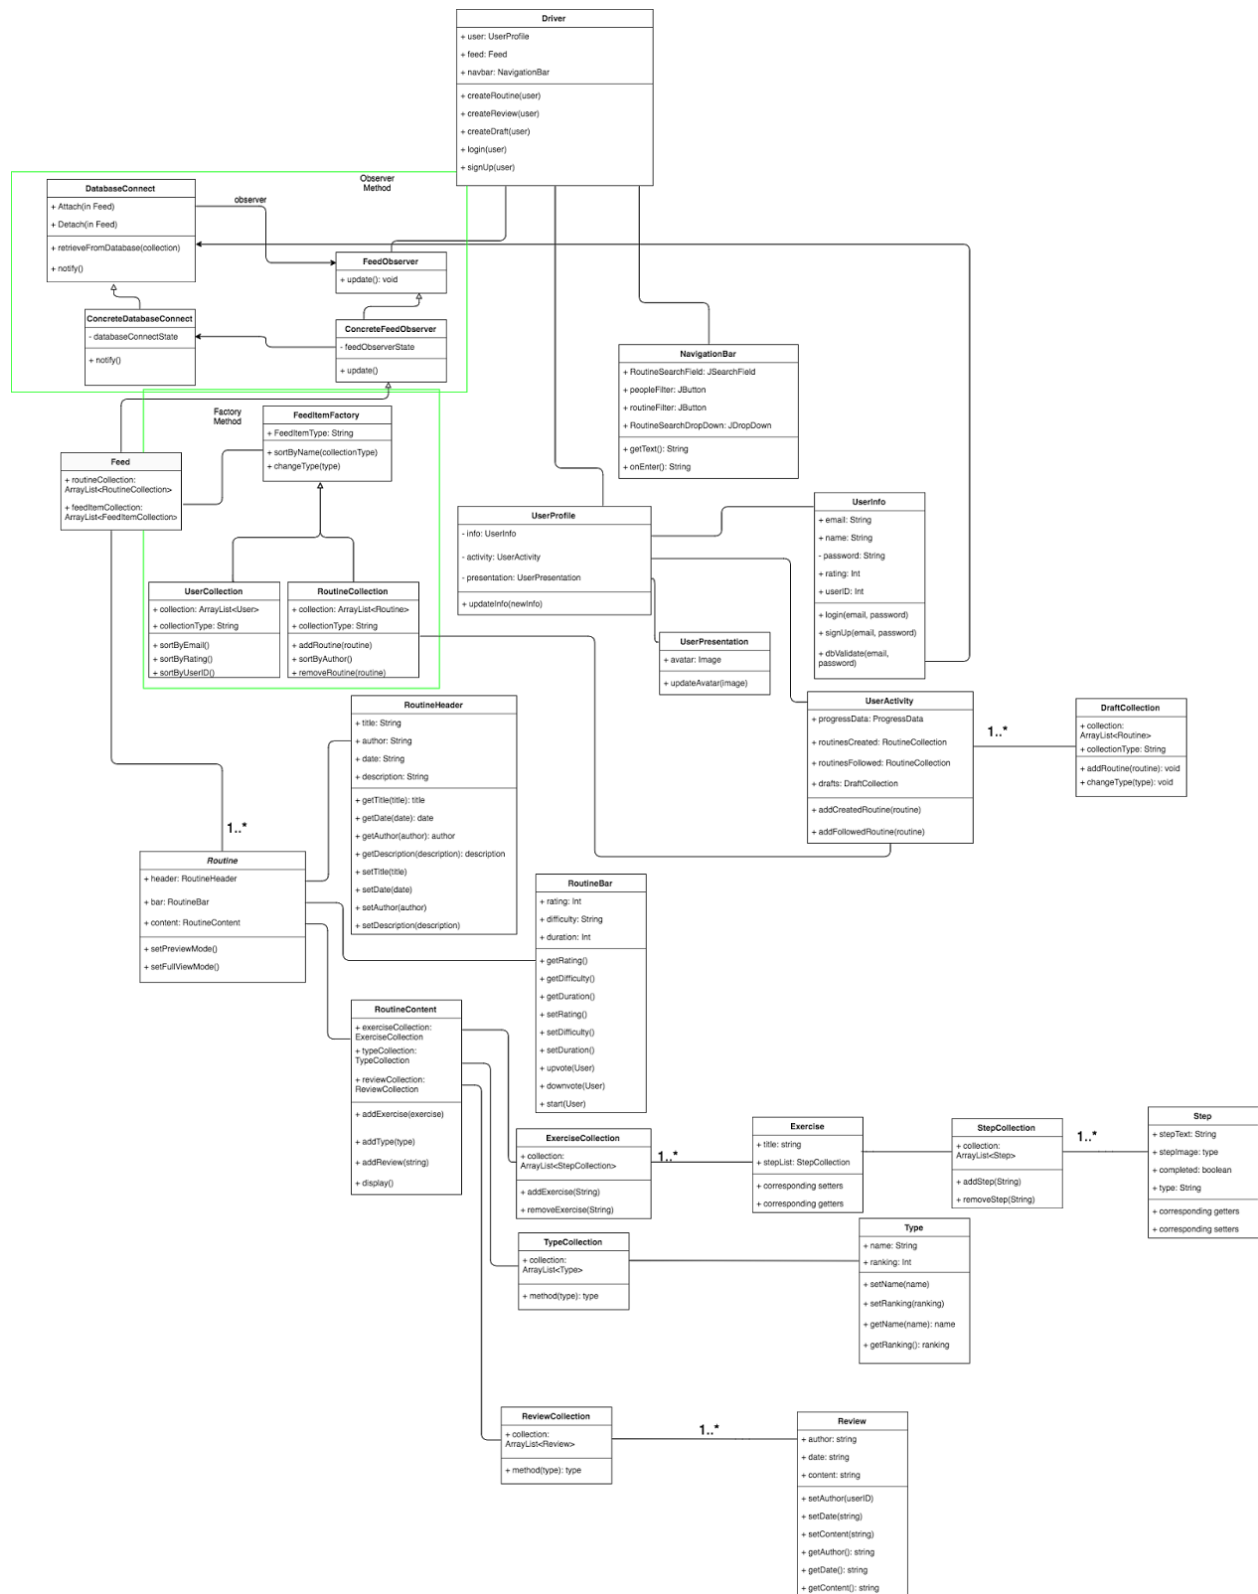 Driver
+ user: UserProfile
+ feed: Feed
+ navbar: NavigationBar
+ createRoutine(user)
+ createReview(user)
+ createDraft(user)
+ login(user)
+ signUp(user)
Observer
Method
DatabaseConnect
+ Attach(in Feed)
+ Detach(in Feed)
+ retrieveFromDatabase(collection)
+ notify()
observer
FeedObserver
+ update(): void
ConcreteDatabaseConnect
- databaseConnectState
+ notify()
ConcreteFeedObserver
- feedObserverState
+ update()
NavigationBar
+ RoutineSearchField: JSearchField
+ peopleFilter: JButton
+ routineFilter: JButton
+ RoutineSearchDropDown: JDropDown
+ getText(): String
+ onEnter(): String
Factory
Method
FeedItemFactory
+ FeedItemType: String
+ sortByName(collectionType)
+ changeType(type)
Feed
+ routineCollection:
ArrayList<RoutineCollection>
+ feedItemCollection:
ArrayList<FeedItemCollection>
UserProfile
- info: UserInfo
- activity: UserActivity
- presentation: UserPresentation
+ updateInfo(newInfo)
UserInfo
+ email: String
+ name: String
- password: String
+ rating: Int
+ userID: Int
+ login(email, password)
+ signUp(email, password)
+ dbValidate(email,
password)
UserCollection
+ collection: ArrayList<User>
+ collectionType: String
+ sortByEmail()
+ sortByRating()
+ sortByUserID()
RoutineCollection
+ collection: ArrayList<Routine>
+ collectionType: String
+ addRoutine(routine)
+ sortByAuthor()
+ removeRoutine(routine)
UserPresentation
+ avatar: Image
+ updateAvatar(image)
UserActivity
+ progressData: ProgressData
+ routinesCreated: RoutineCollection
+ routinesFollowed: RoutineCollection
+ drafts: DraftCollection
+ addCreatedRoutine(routine)
+ addFollowedRoutine(routine)
1..*
DraftCollection
+ collection:
ArrayList<Routine>
+ collectionType: String
+ addRoutine(routine): void
+ changeType(type): void
RoutineHeader
+ title: String
+ author: String
+ date: String
+ description: String
+ getTitle(title): title
+ getDate(date): date
+ getAuthor(author): author
+ getDescription(description): description
+ setTitle(title)
+ setDate(date)
+ setAuthor(author)
+ setDescription(description)
1..*
Routine
+ header: RoutineHeader
+ bar: RoutineBar
+ content: RoutineContent
+ setPreviewMode()
+ setFullViewMode()
RoutineBar
+ rating: Int
+ difficulty: String
+ duration: Int
+ getRating()
+ getDifficulty()
+ getDuration()
+ setRating()
+ setDifficulty()
+ setDuration()
+ upvote(User)
+ downvote(User)
+ start(User)
RoutineContent
+ exerciseCollection:
ExerciseCollection
+ typeCollection:
TypeCollection
+ reviewCollection:
ReviewCollection
+ addExercise(exercise)
+ addType(type)
+ addReview(string)
+ display()
ExerciseCollection
+ collection:
ArrayList<StepCollection>
+ addExercise(String)
+ removeExercise(String)
1..*
Exercise
+ title: string
+ stepList: StepCollection
+ corresponding setters
+ corresponding getters
StepCollection
+ collection:
ArrayList<Step>
+ addStep(String)
+ removeStep(String)
1..*
Step
+ stepText: String
+ stepImage: type
+ completed: boolean
+ type: String
+ corresponding getters
+ corresponding setters
TypeCollection
+ collection:
ArrayList<Type>
+ method(type): type
Type
+ name: String
+ ranking: Int
+ setName(name)
+ setRanking(ranking)
+ getName(name): name
+ getRanking(): ranking
ReviewCollection
+ collection:
ArrayList<Review>
+ method(type): type
1..*
Review
+ author: string
+ date: string
+ content: string
+ setAuthor(userID)
+ setDate(string)
+ setContent(string)
+ getAuthor(): string
+ getDate(): string
+ getContent(): string